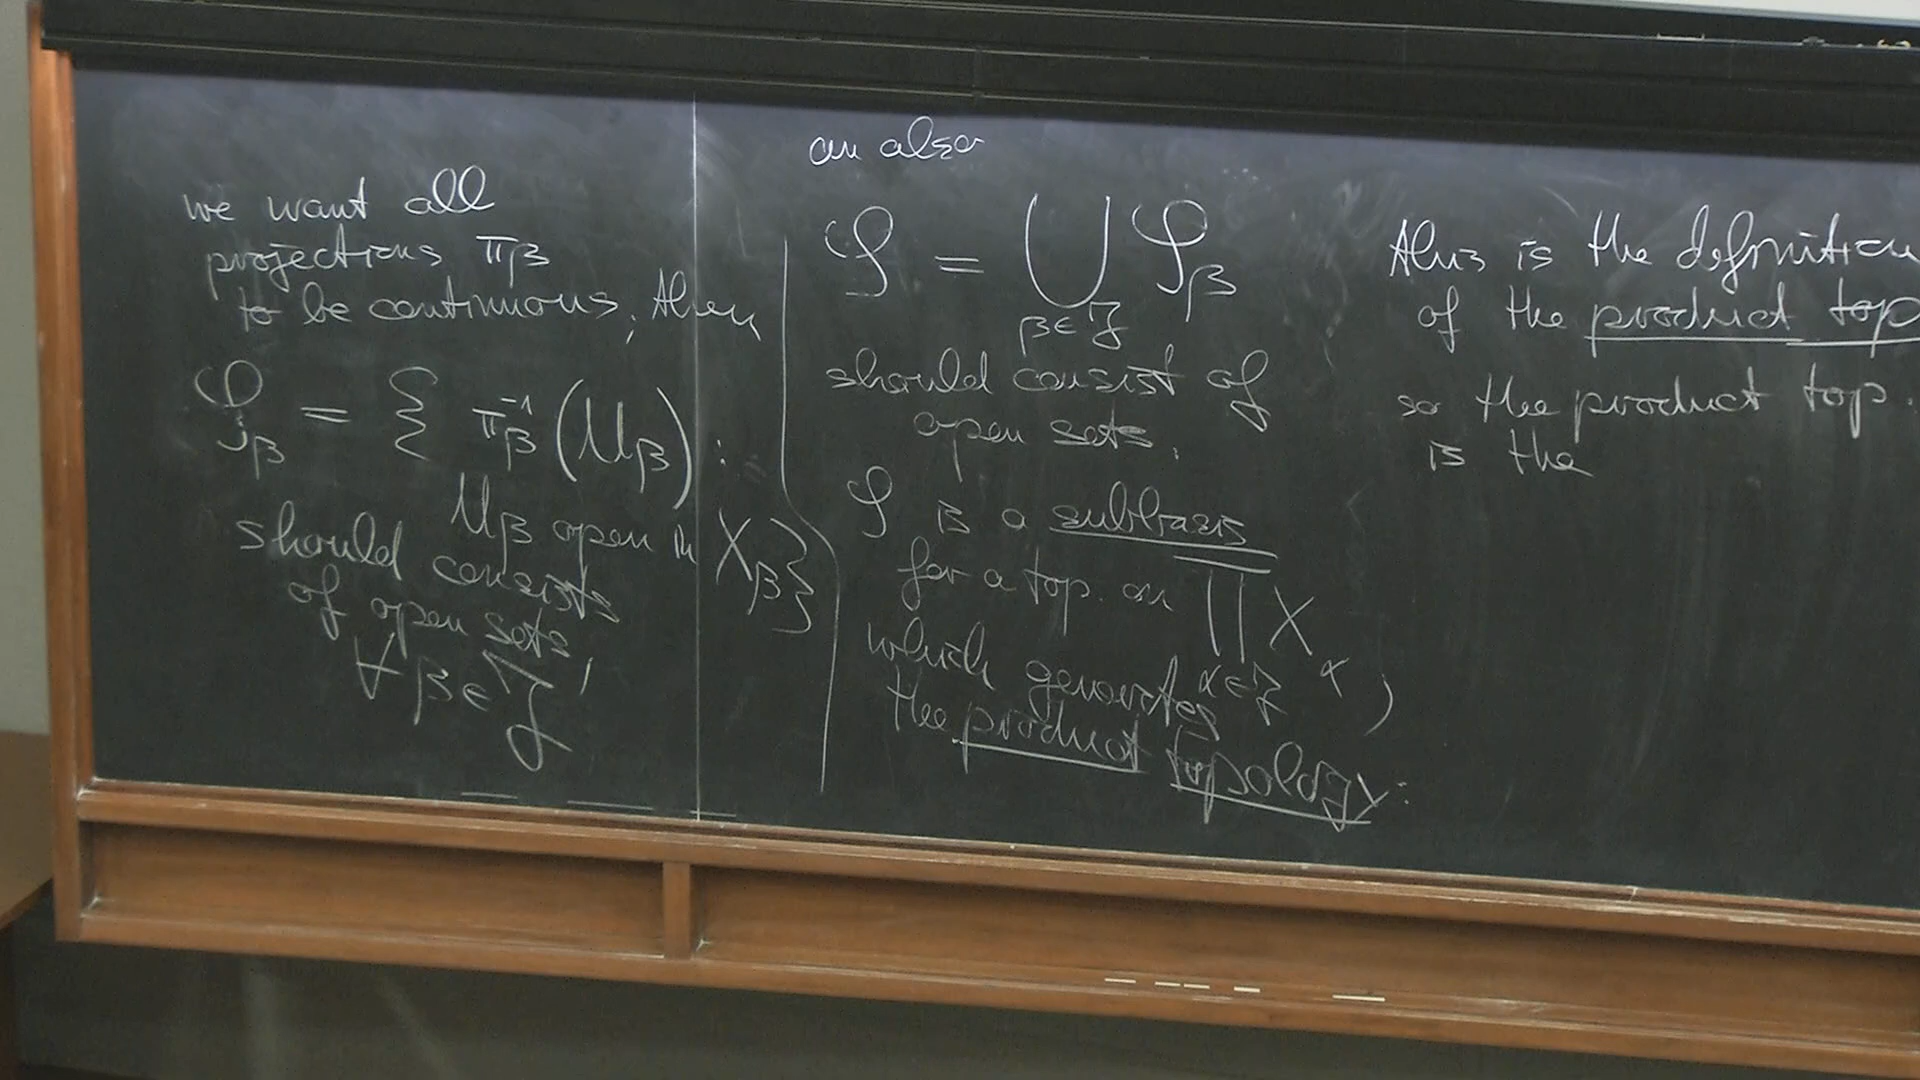 we want all
projections πβ
to be continuous, then
𝒮β = { πβ⁻¹ (Uβ) :
Uβ open in Xβ}
should consists
of open sets,
∀ β ∈ J
an also
𝒮 = ⋃ 𝒮β
β∈J
should consist of
open sets.
𝒮 is a subbasis
for a top. on ∏ Xα,
α∈J
which generates
the product topology:
this is the definition
of the product top
so the product top.
is the